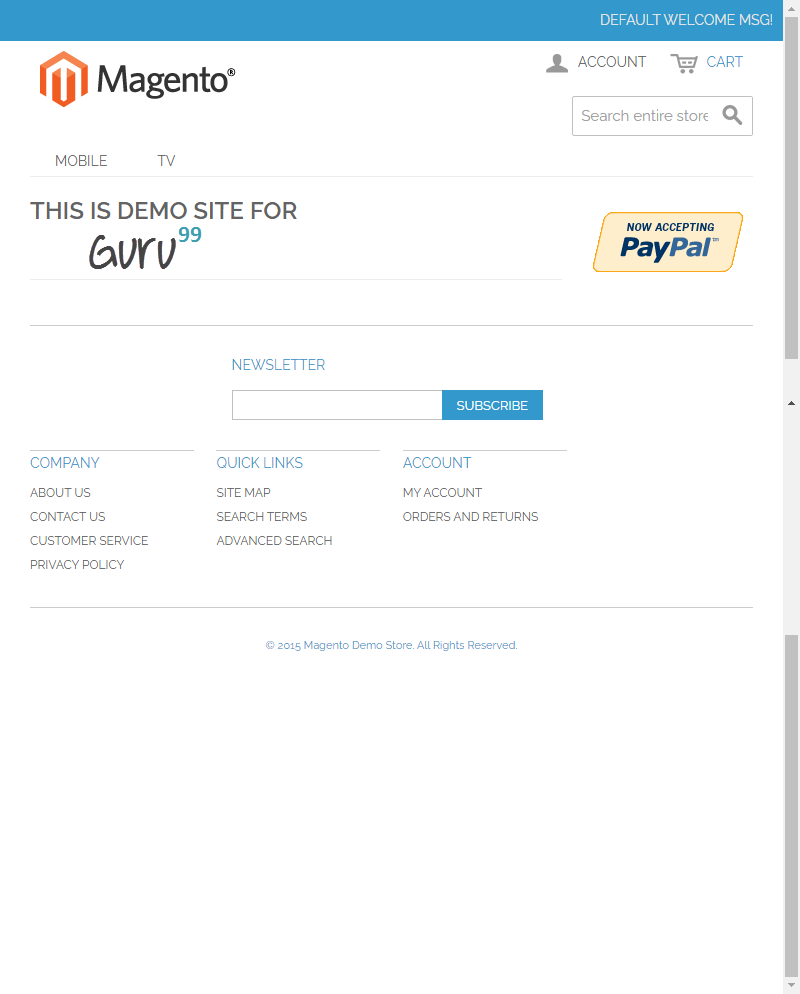 DEFAULT WELCOME MSG!
Magento®
ACCOUNT
CART
Search entire store
MOBILE
TV
THIS IS DEMO SITE FOR
Guru99
NOW ACCEPTING
PayPal™
NEWSLETTER
SUBSCRIBE
COMPANY
ABOUT US
CONTACT US
CUSTOMER SERVICE
PRIVACY POLICY
QUICK LINKS
SITE MAP
SEARCH TERMS
ADVANCED SEARCH
ACCOUNT
MY ACCOUNT
ORDERS AND RETURNS
© 2015 Magento Demo Store. All Rights Reserved.